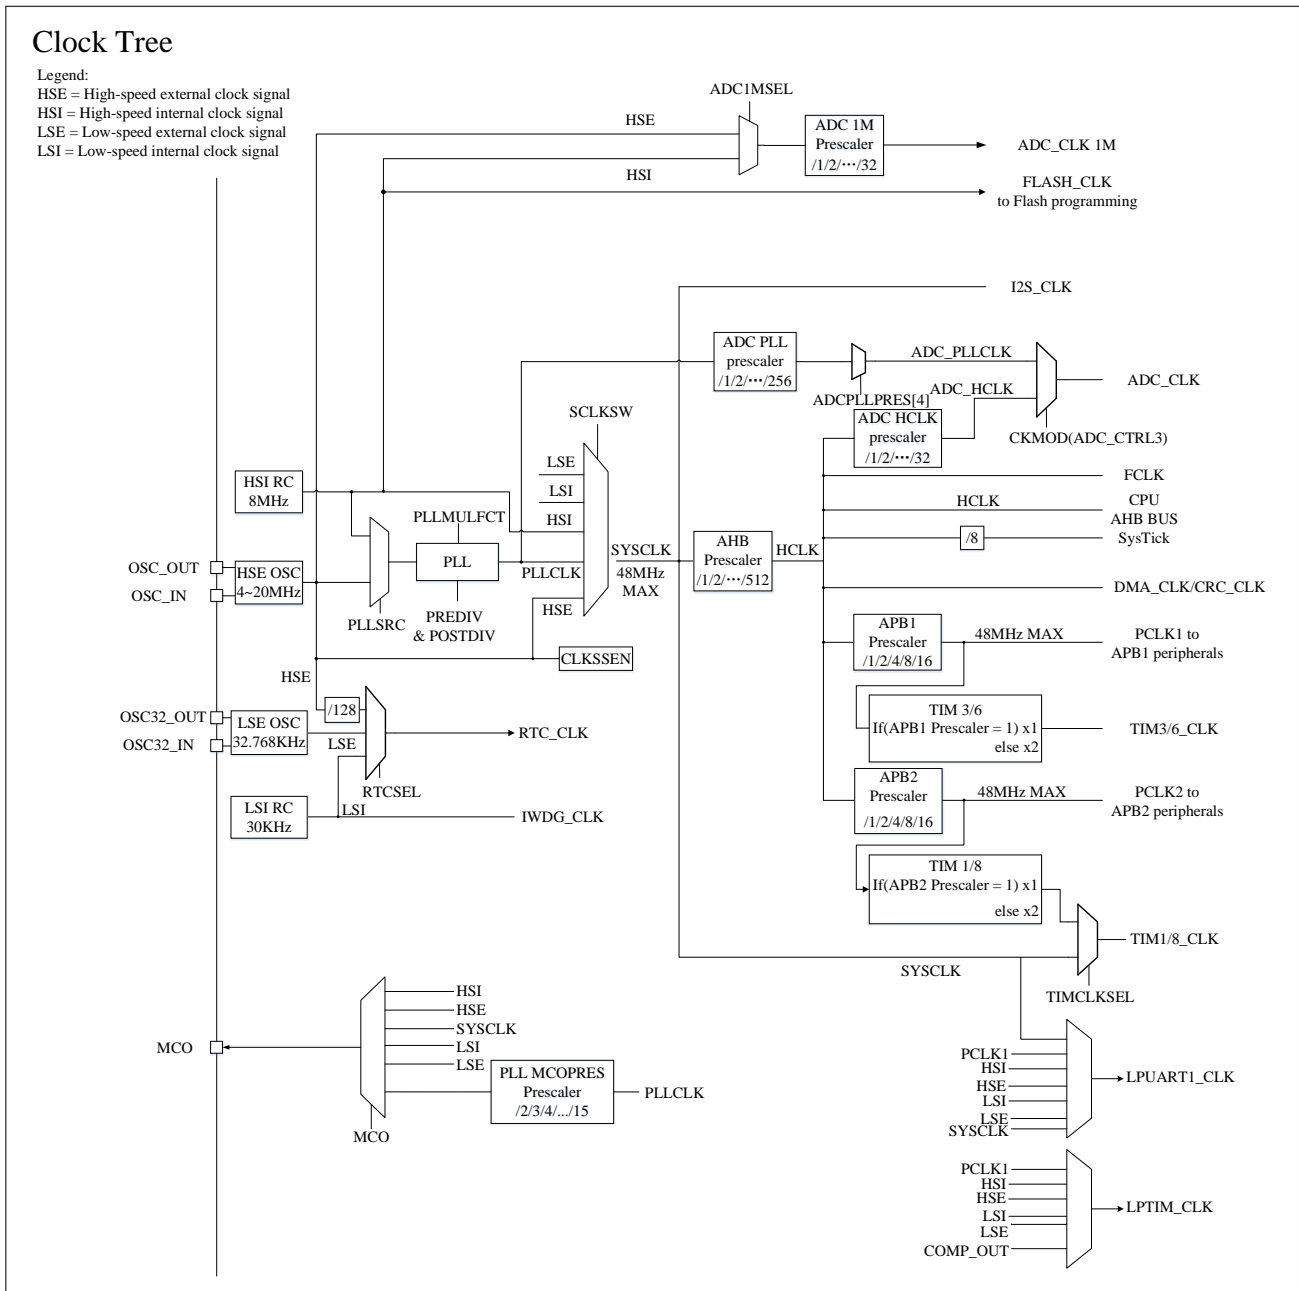 Clock Tree
Legend:
HSE = High-speed external clock signal
HSI = High-speed internal clock signal
LSE = Low-speed external clock signal
LSI = Low-speed internal clock signal
ADC1MSEL
HSE
ADC 1M
Prescaler
/1/2/⋯/32
ADC_CLK 1M
HSI
FLASH_CLK
to Flash programming
I2S_CLK
ADC PLL
prescaler
/1/2/⋯/256
ADC_PLLCLK
ADC_CLK
ADC_HCLK
ADCPLLPRES[4]
ADC HCLK
prescaler
/1/2/⋯/32
CKMOD(ADC_CTRL3)
SCLKSW
LSE
LSI
HSI
HSI RC
8MHz
FCLK
HCLK
CPU
AHB BUS
/8
SysTick
PLLMULFCT
PLL
PLLCLK
SYSCLK
48MHz
MAX
AHB
Prescaler
/1/2/…/512
HCLK
OSC_OUT
OSC_IN
HSE OSC
4~20MHz
DMA_CLK/CRC_CLK
HSE
PLLSRC
PREDIV
& POSTDIV
CLKSSEN
APB1
Prescaler
/1/2/4/8/16
48MHz MAX
PCLK1 to
APB1 peripherals
HSE
/128
OSC32_OUT
OSC32_IN
LSE OSC
32.768KHz
LSE
RTC_CLK
RTCSEL
TIM 3/6
If(APB1 Prescaler = 1) x1
else x2
TIM3/6_CLK
LSI RC
30KHz
LSI
IWDG_CLK
APB2
Prescaler
/1/2/4/8/16
48MHz MAX
PCLK2 to
APB2 peripherals
TIM 1/8
If(APB2 Prescaler = 1) x1
else x2
TIM1/8_CLK
SYSCLK
TIMCLKSEL
MCO
HSI
HSE
SYSCLK
LSI
LSE
PLL MCOPRES
Prescaler
/2/3/4/.../15
PLLCLK
MCO
PCLK1
HSI
HSE
LSI
LSE
SYSCLK
LPUART1_CLK
PCLK1
HSI
HSE
LSI
LSE
COMP_OUT
LPTIM_CLK